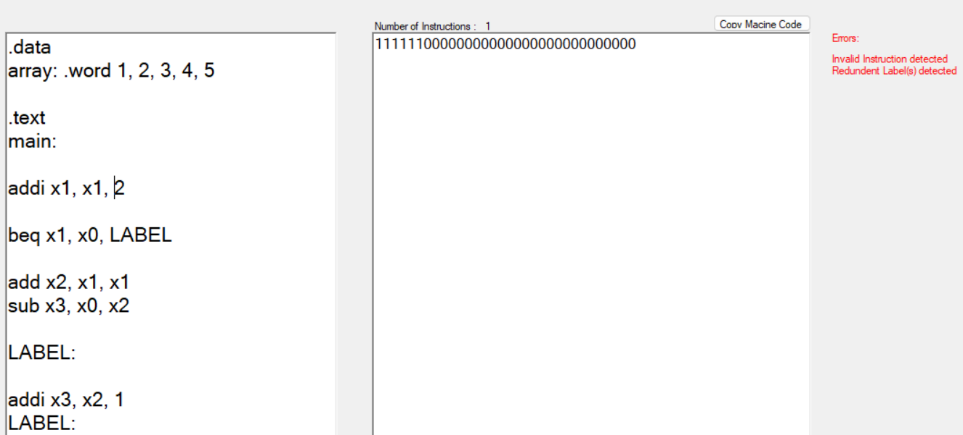 .data
array: .word 1, 2, 3, 4, 5
.text
main:
addi x1, x1, 2
beq x1, x0, LABEL
add x2, x1, x1
sub x3, x0, x2
LABEL:
addi x3, x2, 1
LABEL:
Number of Instructions : 1
Copy Macine Code
11111100000000000000000000000000
Errors:
Invalid Instruction detected
Redundent Label(s) detected